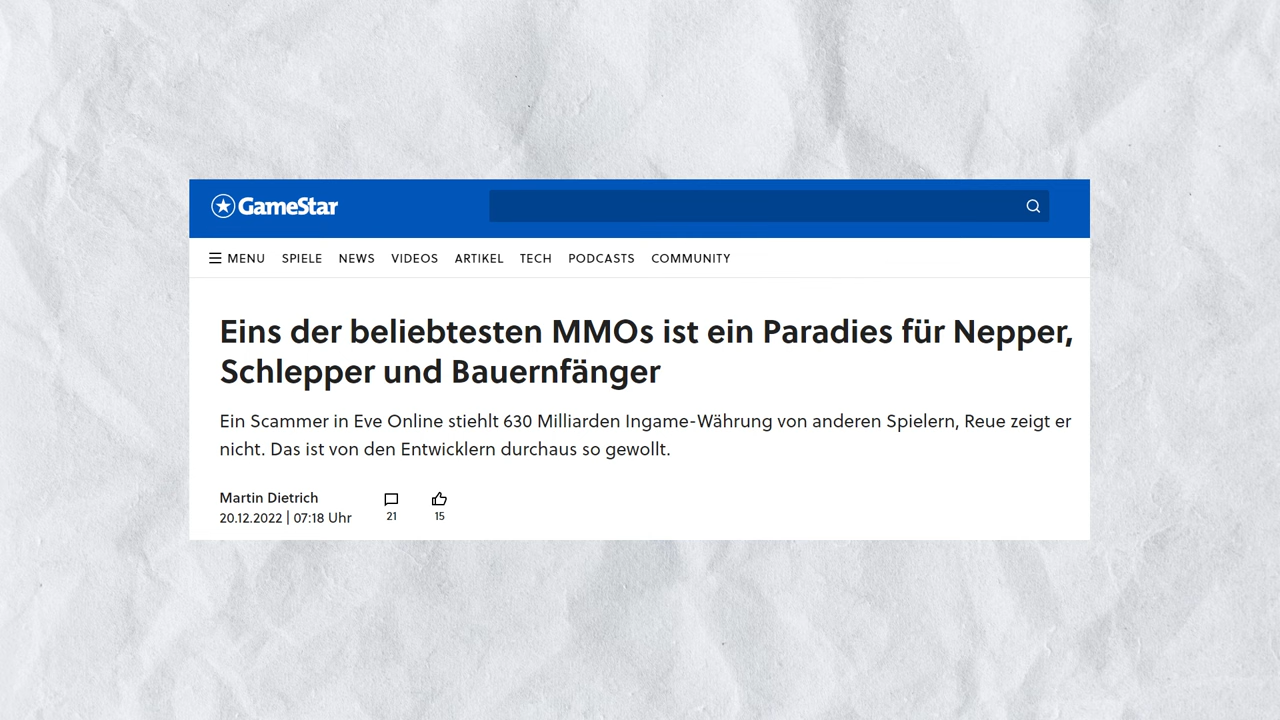 GameStar
MENU SPIELE NEWS VIDEOS ARTIKEL TECH PODCASTS COMMUNITY
Eins der beliebtesten MMOs ist ein Paradies für Nepper,
Schlepper und Bauernfänger
Ein Scammer in Eve Online stiehlt 630 Milliarden Ingame-Währung von anderen Spielern, Reue zeigt er
nicht. Das ist von den Entwicklern durchaus so gewollt.
Martin Dietrich
20.12.2022 | 07:18 Uhr
21
15